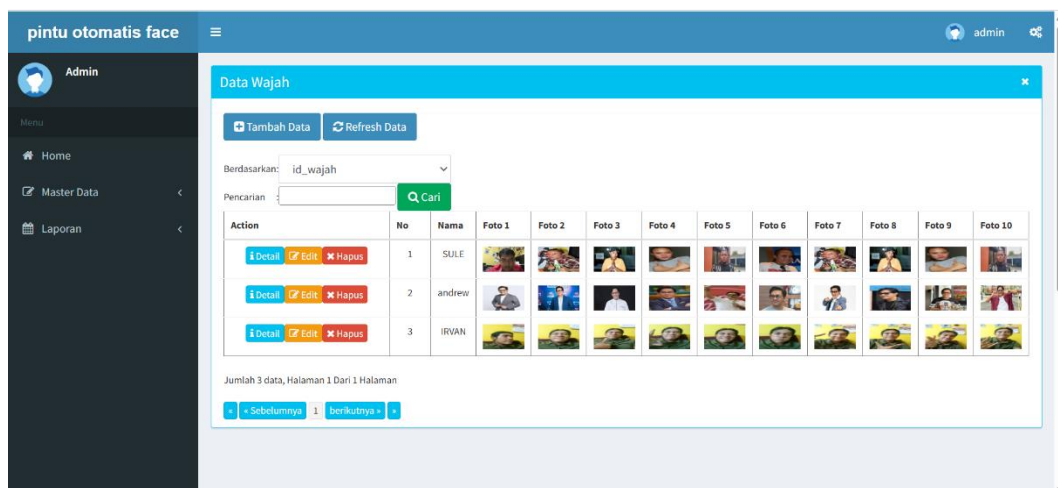 pintu otomatis face
admin
Admin
Menu
Home
Master Data
Laporan
Data Wajah
Tambah Data Refresh Data
Berdasarkan: id_wajah
Pencarian : Cari
Action No Nama Foto 1 Foto 2 Foto 3 Foto 4 Foto 5 Foto 6 Foto 7 Foto 8 Foto 9 Foto 10
Detail Edit Hapus 1 SULE
Detail Edit Hapus 2 andrew
Detail Edit Hapus 3 IRVAN
Jumlah 3 data, Halaman 1 Dari 1 Halaman
« « Sebelumnya 1 berikutnya » »